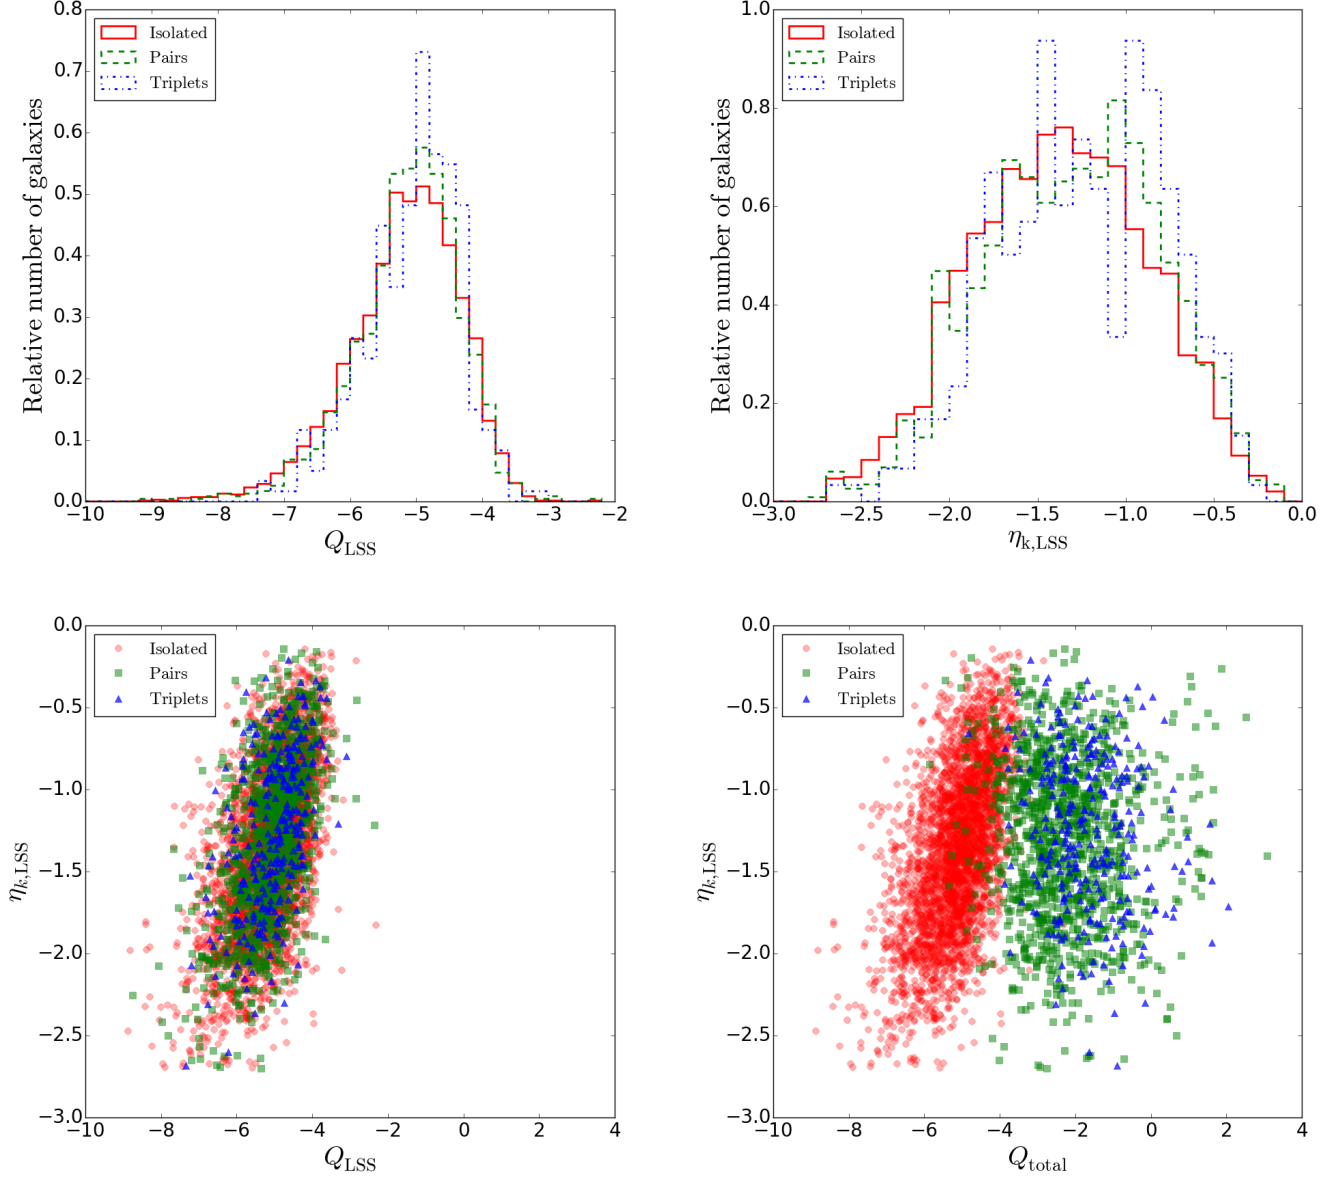 0.8
0.7
0.6
0.5
0.4
0.3
0.2
0.1
0.0
Relative number of galaxies
Isolated
Pairs
Triplets
−10 −9 −8 −7 −6 −5 −4 −3 −2
Q_LSS
1.0
0.8
0.6
0.4
0.2
0.0
Relative number of galaxies
Isolated
Pairs
Triplets
−3.0 −2.5 −2.0 −1.5 −1.0 −0.5 0.0
η_k,LSS
0.0
−0.5
−1.0
−1.5
−2.0
−2.5
−3.0
η_k,LSS
Isolated
Pairs
Triplets
−10 −8 −6 −4 −2 0 2 4
Q_LSS
0.0
−0.5
−1.0
−1.5
−2.0
−2.5
−3.0
η_k,LSS
Isolated
Pairs
Triplets
−10 −8 −6 −4 −2 0 2 4
Q_total